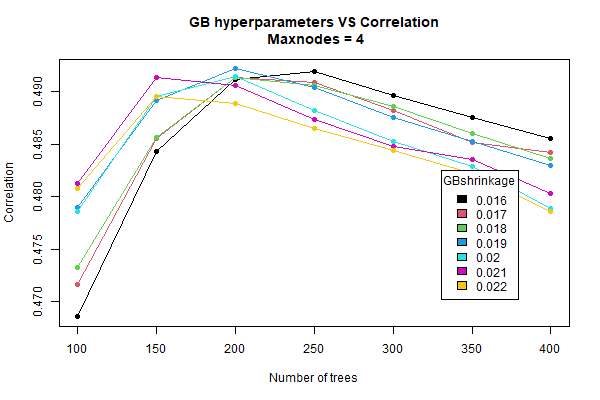 GB hyperparameters VS Correlation
Maxnodes = 4
Correlation
0.490
0.485
0.480
0.475
0.470
GBshrinkage
0.016
0.017
0.018
0.019
0.02
0.021
0.022
100 150 200 250 300 350 400
Number of trees